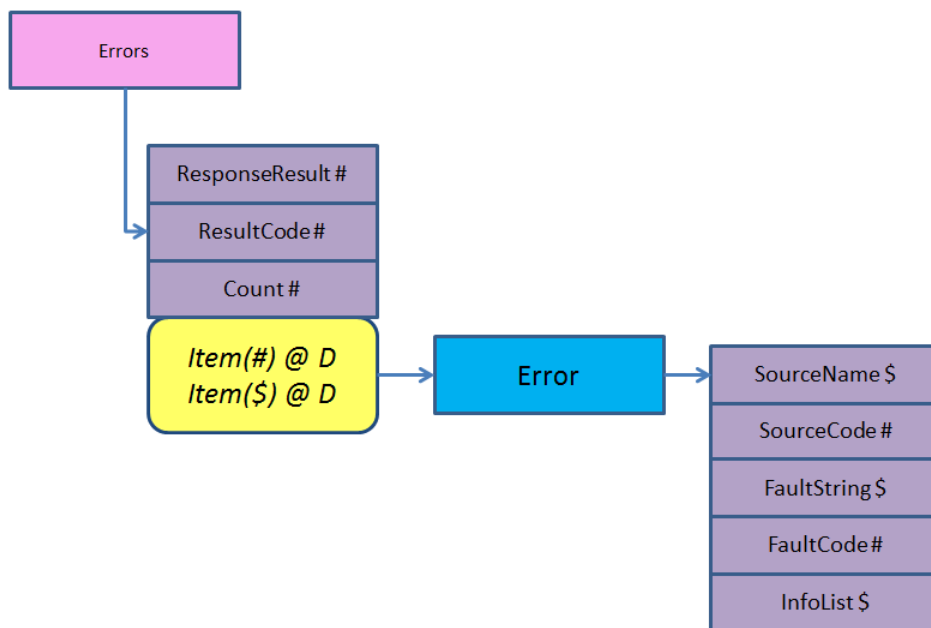 Errors
ResponseResult #
ResultCode #
Count #
Item(#) @ D
Item($) @ D
Error
SourceName $
SourceCode #
FaultString $
FaultCode #
InfoList $